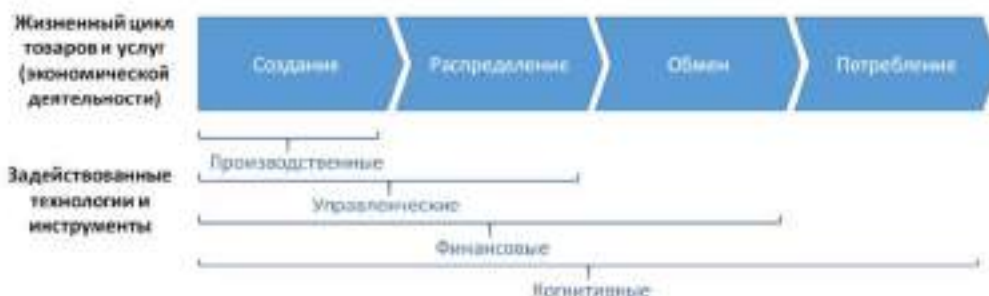 Жизненный цикл
товаров и услуг
(экономической
деятельности)
Создание
Распределение
Обмен
Потребление
Производственные
Задействованные
технологии и
инструменты
Управленческие
Финансовые
Когнитивные